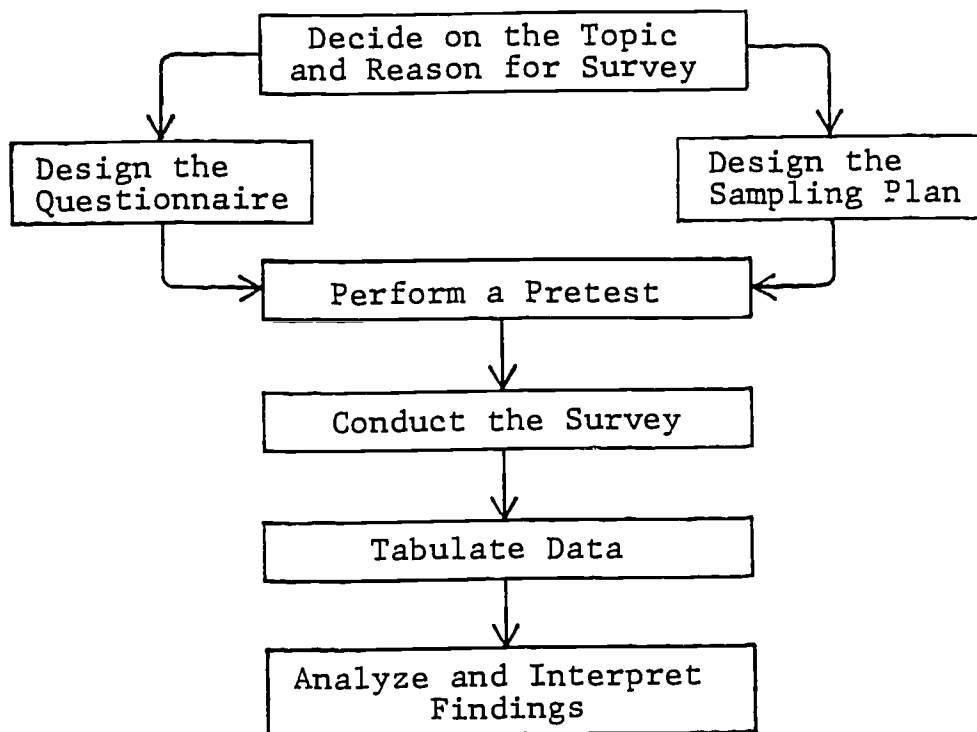 Decide on the Topic
and Reason for Survey
Design the
Questionnaire
Design the
Sampling Plan
Perform a Pretest
Conduct the Survey
Tabulate Data
Analyze and Interpret
Findings